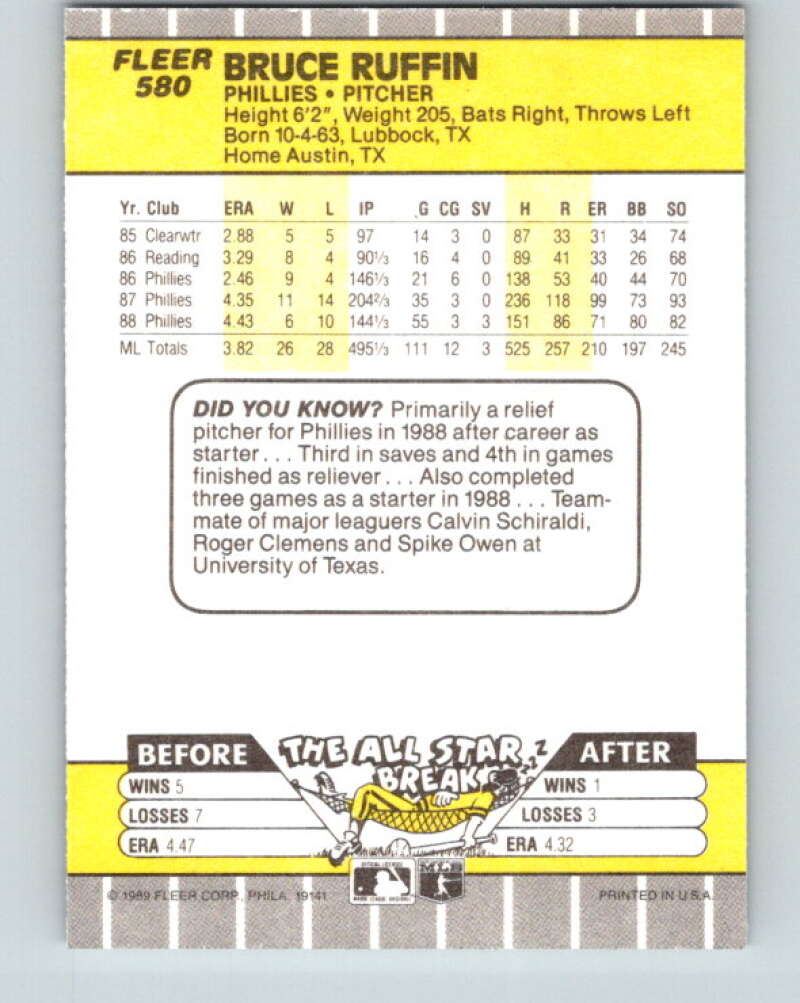 FLEER
580
BRUCE RUFFIN
PHILLIES • PITCHER
Height 6'2", Weight 205, Bats Right, Throws Left
Born 10-4-63, Lubbock, TX
Home Austin, TX
Yr. Club ERA W L IP G CG SV H R ER BB SO
85 Clearwtr 2.88 5 5 97 14 3 0 87 33 31 34 74
86 Reading 3.29 8 4 90⅓ 16 4 0 89 41 33 26 68
86 Phillies 2.46 9 4 146⅓ 21 6 0 138 53 40 44 70
87 Phillies 4.35 11 14 204⅔ 35 3 0 236 118 99 73 93
88 Phillies 4.43 6 10 144⅓ 55 3 3 151 86 71 80 82
ML Totals 3.82 26 28 495⅓ 111 12 3 525 257 210 197 245
DID YOU KNOW? Primarily a relief
pitcher for Phillies in 1988 after career as
starter . . . Third in saves and 4th in games
finished as reliever . . . Also completed
three games as a starter in 1988 . . . Team-
mate of major leaguers Calvin Schiraldi,
Roger Clemens and Spike Owen at
University of Texas.
BEFORE THE ALL STAR BREAK ZZZ AFTER
WINS 5 WINS 1
LOSSES 7 LOSSES 3
ERA 4.47 ERA 4.32
MLB
© 1989 FLEER CORP., PHILA. 19141 PRINTED IN U.S.A.